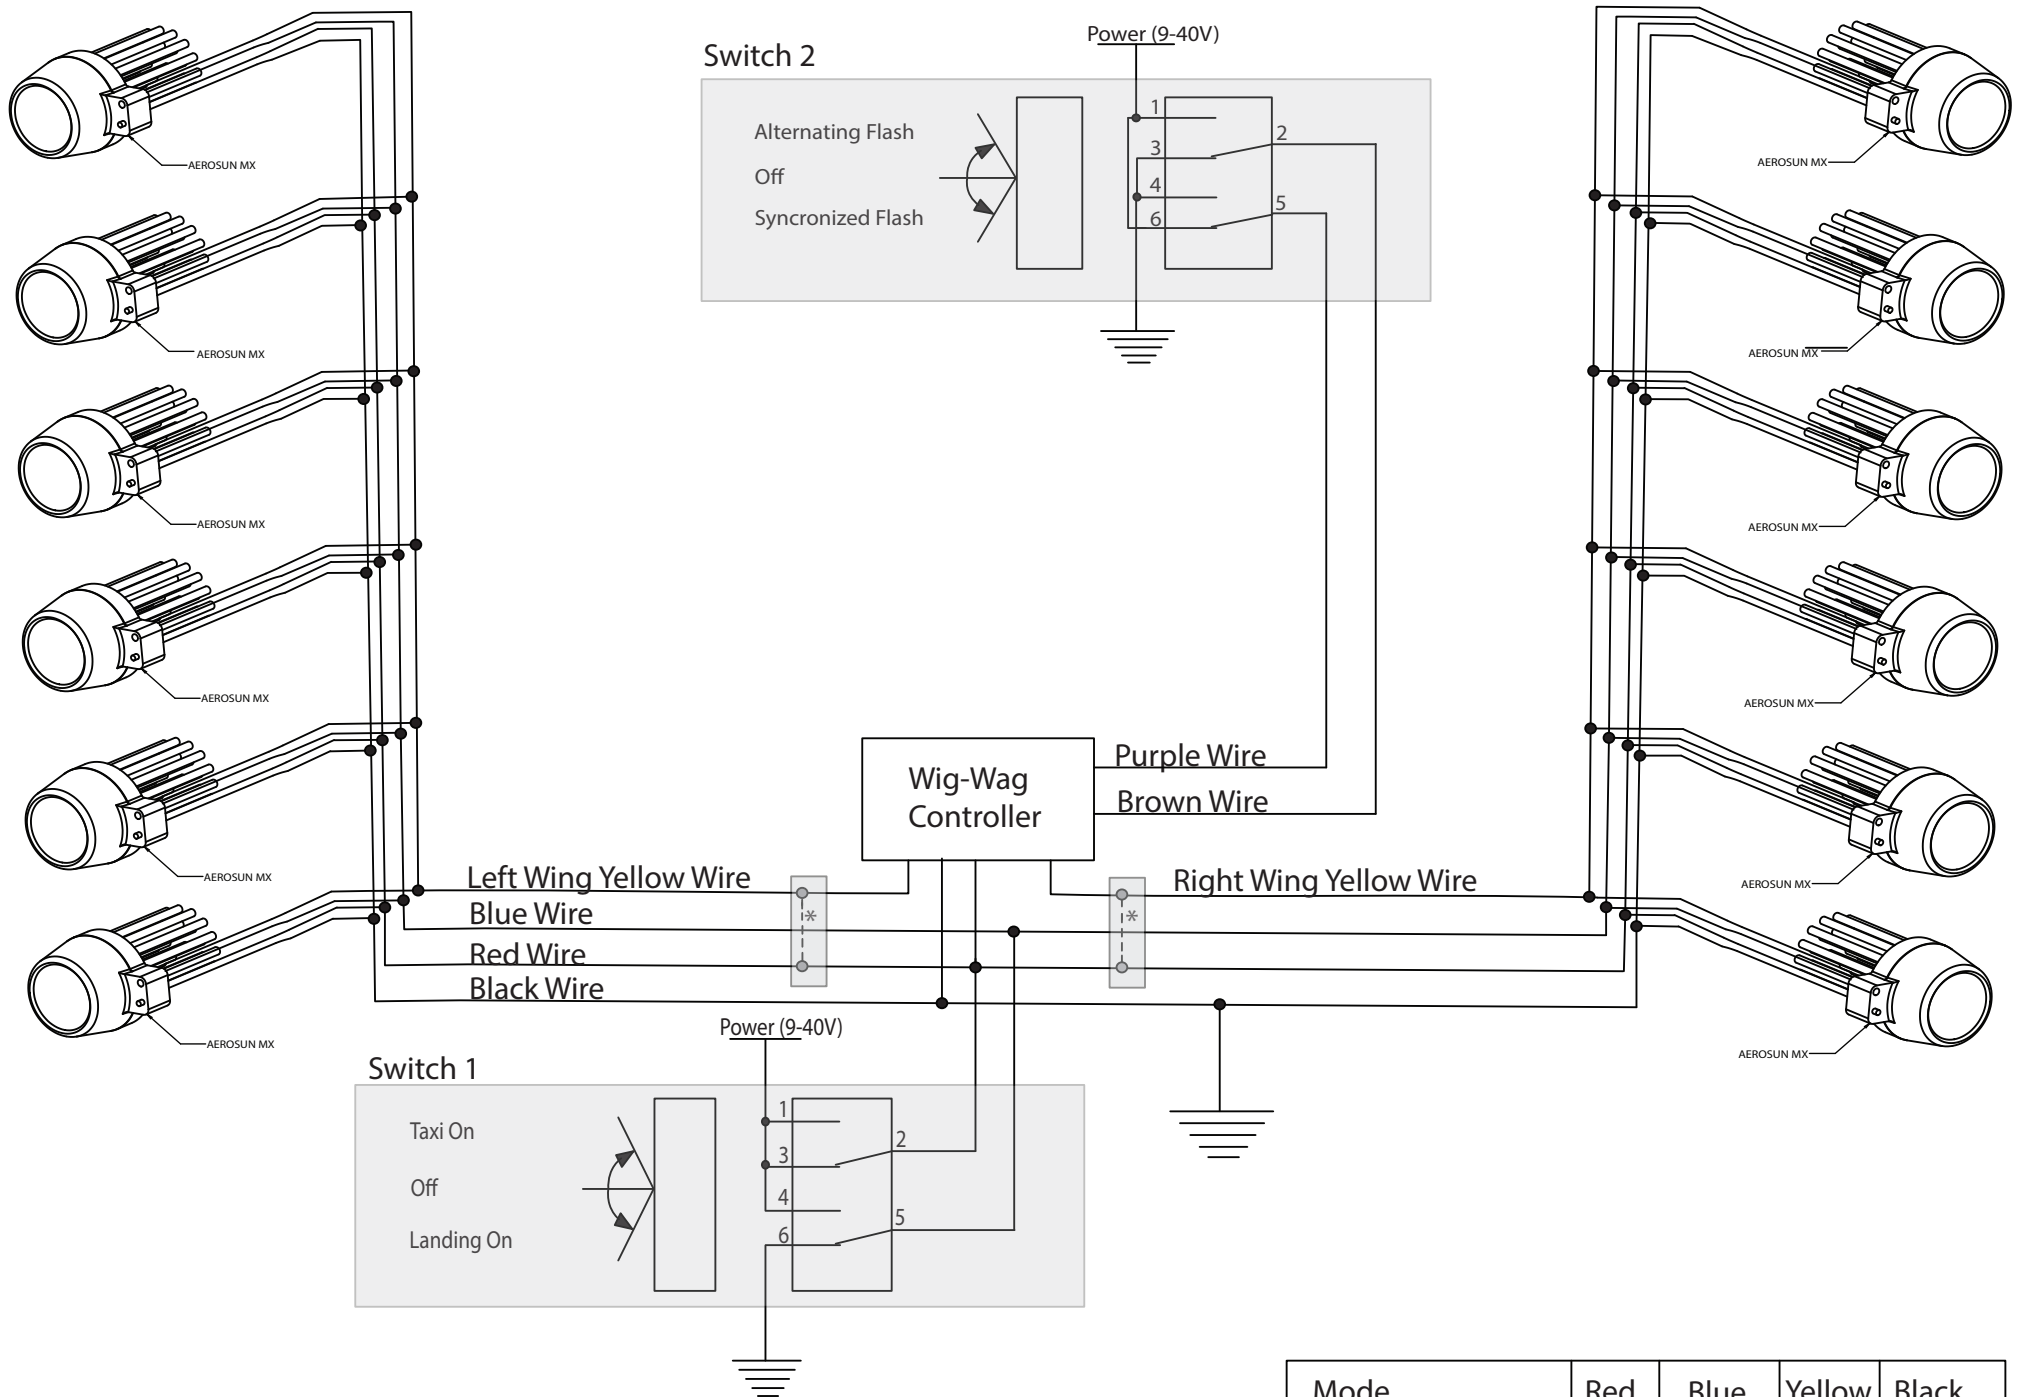 Power (9-40V)
Switch 2
Alternating Flash
Off
Syncronized Flash
1
2
3
4
5
6
AEROSUN MX
AEROSUN MX
AEROSUN MX
AEROSUN MX
AEROSUN MX
AEROSUN MX
AEROSUN MX
AEROSUN MX
AEROSUN MX
AEROSUN MX
AEROSUN MX
AEROSUN MX
Wig-Wag
Controller
Purple Wire
Brown Wire
Left Wing Yellow Wire
Right Wing Yellow Wire
*
*
Blue Wire
Red Wire
Black Wire
Power (9-40V)
Switch 1
Taxi On
Off
Landing On
1
2
3
4
5
6
Mode Red Blue Yellow Black